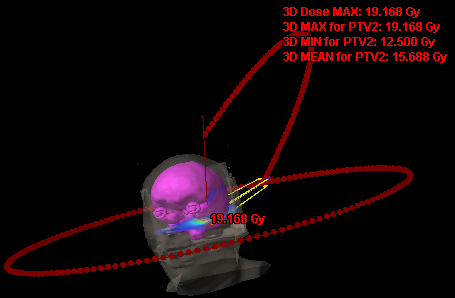 3D Dose MAX: 19.168 Gy
3D MAX for PTV2: 19.168 Gy
3D MIN for PTV2: 12.500 Gy
3D MEAN for PTV2: 15.688 Gy
19.168 Gy